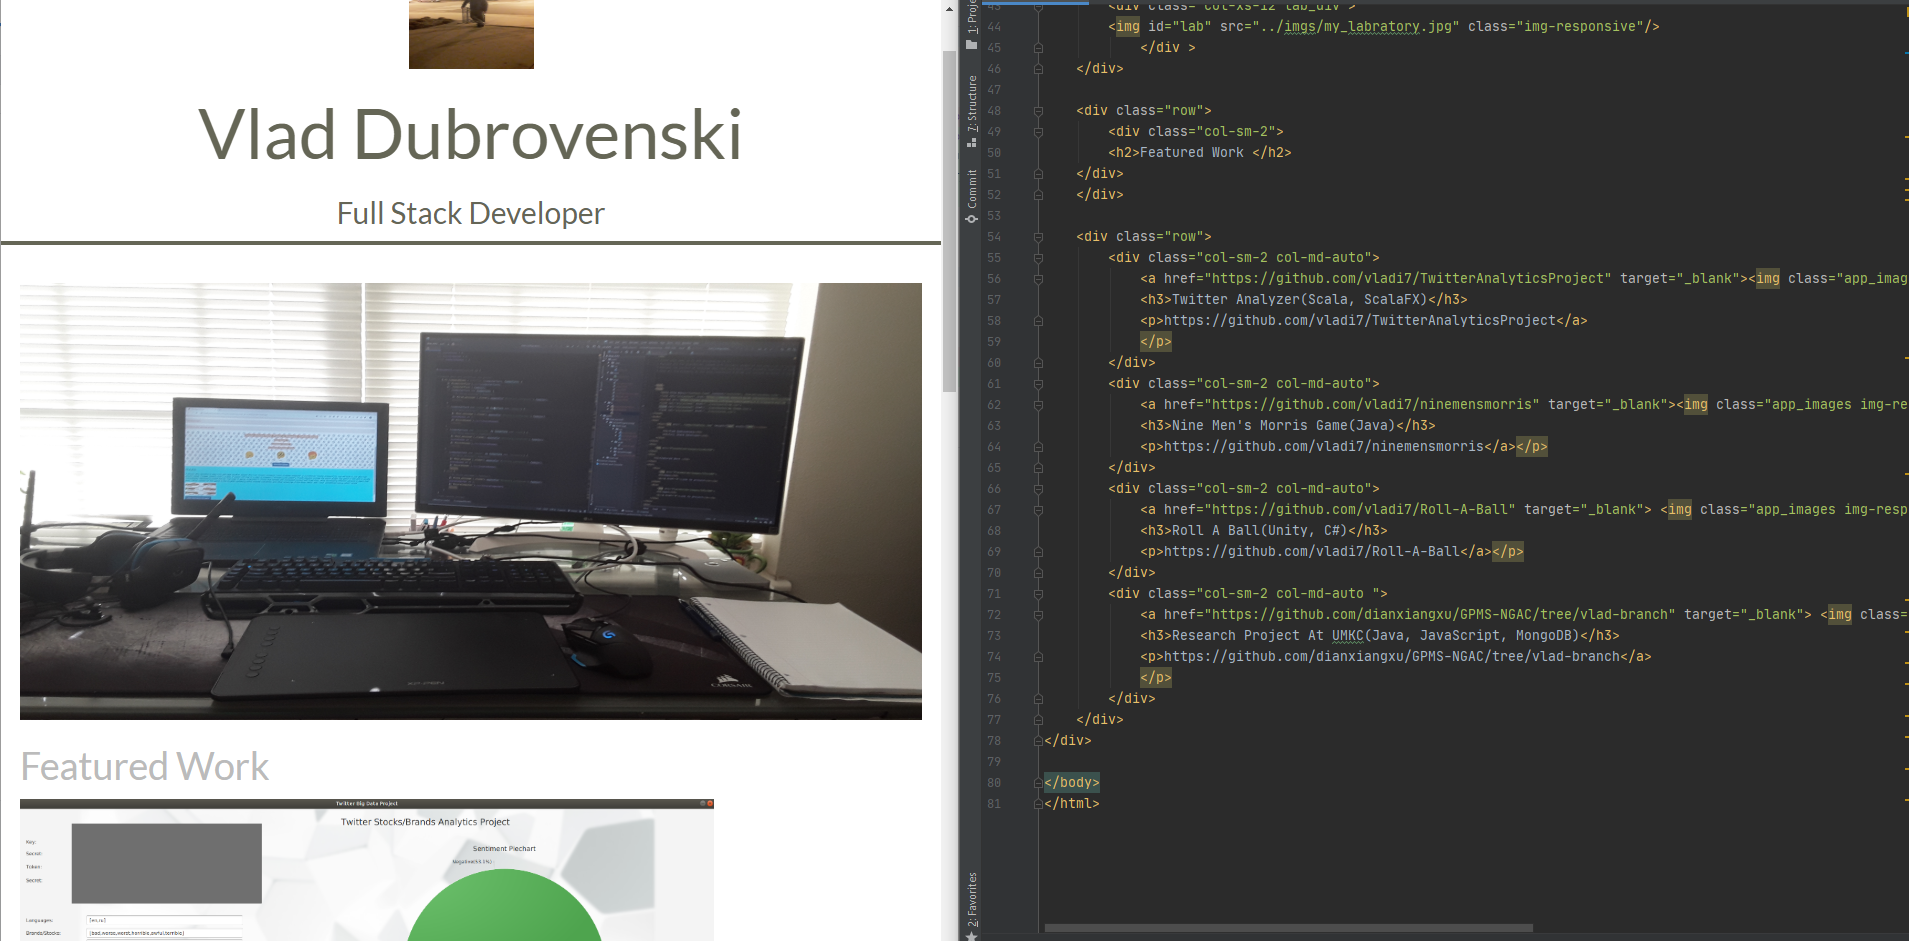 Vlad Dubrovenski
Full Stack Developer
Featured Work
Twitter Big Data Project
Twitter Stocks/Brands Analytics Project
Sentiment Piechart
Key:
Secret:
Token:
Secret:
Languages:
[en,ru]
Brands/Stocks:
[bad,worse,worst,horrible,awful,terrible]
1: Proje
7: Structure
Commit
2: Favorites
43 <div class="col-xs-12 lab_div">
44 <img id="lab" src="../imgs/my_labratory.jpg" class="img-responsive"/>
45 </div >
46 </div>
47
48 <div class="row">
49 <div class="col-sm-2">
50 <h2>Featured Work </h2>
51 </div>
52 </div>
53
54 <div class="row">
55 <div class="col-sm-2 col-md-auto">
56 <a href="https://github.com/vladi7/TwitterAnalyticsProject" target="_blank"><img class="app_imag
57 <h3>Twitter Analyzer(Scala, ScalaFX)</h3>
58 <p>https://github.com/vladi7/TwitterAnalyticsProject</a>
59 </p>
60 </div>
61 <div class="col-sm-2 col-md-auto">
62 <a href="https://github.com/vladi7/ninemensmorris" target="_blank"><img class="app_images img-re
63 <h3>Nine Men's Morris Game(Java)</h3>
64 <p>https://github.com/vladi7/ninemensmorris</a></p>
65 </div>
66 <div class="col-sm-2 col-md-auto">
67 <a href="https://github.com/vladi7/Roll-A-Ball" target="_blank"> <img class="app_images img-resp
68 <h3>Roll A Ball(Unity, C#)</h3>
69 <p>https://github.com/vladi7/Roll-A-Ball</a></p>
70 </div>
71 <div class="col-sm-2 col-md-auto ">
72 <a href="https://github.com/dianxiangxu/GPMS-NGAC/tree/vlad-branch" target="_blank"> <img class=
73 <h3>Research Project At UMKC(Java, JavaScript, MongoDB)</h3>
74 <p>https://github.com/dianxiangxu/GPMS-NGAC/tree/vlad-branch</a>
75 </p>
76 </div>
77 </div>
78 </div>
79
80 </body>
81 </html>